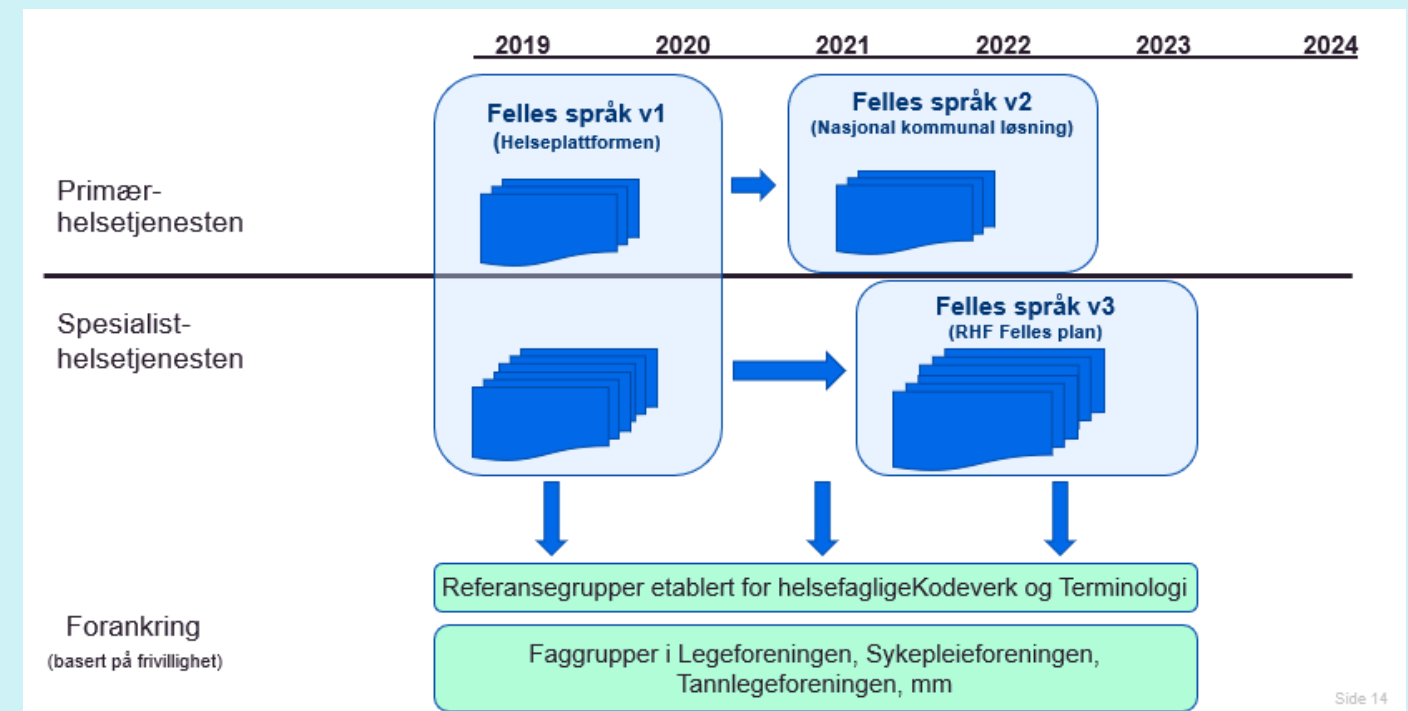 2019 2020 2021 2022 2023 2024
Felles språk v1
(Helseplattformen)
Felles språk v2
(Nasjonal kommunal løsning)
Primær-
helsetjenesten
Spesialist-
helsetjenesten
Felles språk v3
(RHF Felles plan)
Referansegrupper etablert for helsefagligeKodeverk og Terminologi
Forankring
(basert på frivillighet)
Faggrupper i Legeforeningen, Sykepleieforeningen,
Tannlegeforeningen, mm
Side 14